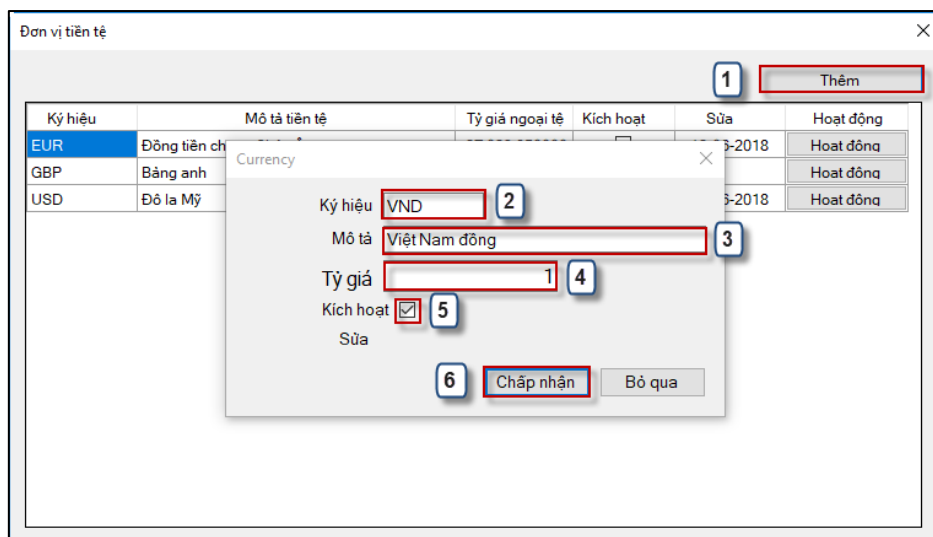 Đơn vị tiền tệ
1 Thêm
Ký hiệu Mô tả tiền tệ Tỷ giá ngoại tệ Kích hoạt Sửa Hoạt động
EUR Đồng tiền -2018 Hoạt động
Currency
GBP Bảng anh Hoạt động
USD Đô la Mỹ -2018 Hoạt động
Ký hiệu VND 2
Mô tả Việt Nam đồng 3
Tỷ giá 1 4
Kích hoạt 5
Sửa
6 Chấp nhận Bỏ qua